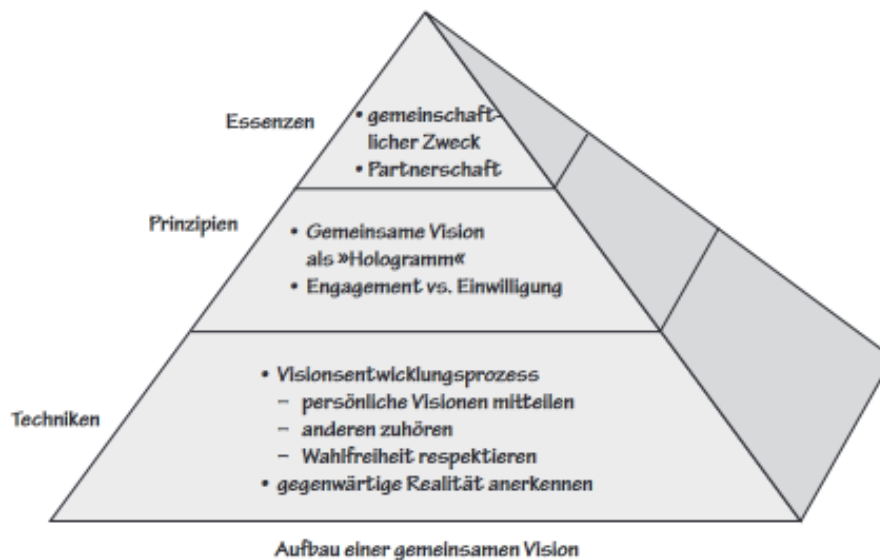 Essenzen
• gemeinschaft-
licher Zweck
• Partnerschaft
Prinzipien
• Gemeinsame Vision
als »Hologramm«
• Engagement vs. Einwilligung
Techniken
• Visionsentwicklungsprozess
– persönliche Visionen mitteilen
– anderen zuhören
– Wahlfreiheit respektieren
• gegenwärtige Realität anerkennen
Aufbau einer gemeinsamen Vision